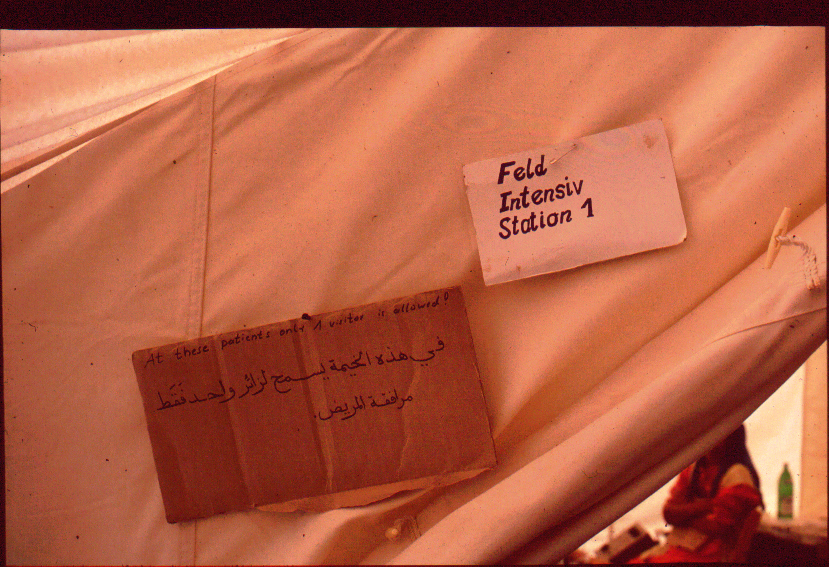 Feld
Intensiv
Station 1
At these patients only 1 visitor is allowed!
في هذه الخيمة يسمح لزائر واحد فقط
مرافقة المريض.